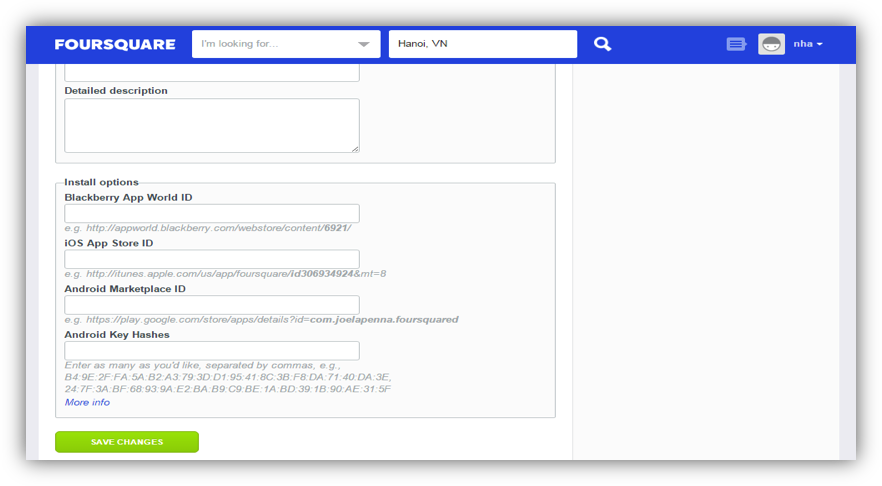 FOURSQUARE
I'm looking for...
Hanoi, VN
nha
Detailed description
Install options
Blackberry App World ID
e.g. http://appworld.blackberry.com/webstore/content/6921/
iOS App Store ID
e.g. http://itunes.apple.com/us/app/foursquare/id306934924&mt=8
Android Marketplace ID
e.g. https://play.google.com/store/apps/details?id=com.joelapenna.foursquared
Android Key Hashes
Enter as many as you'd like, separated by commas, e.g.,
B4:9E:2F:FA:5A:B2:A3:79:3D:D1:95:41:8C:3B:F8:DA:71:40:DA:3E,
24:7F:3A:BF:68:93:9A:E2:BA:B9:C9:BE:1A:BD:39:1B:90:AE:31:5F
More info
SAVE CHANGES